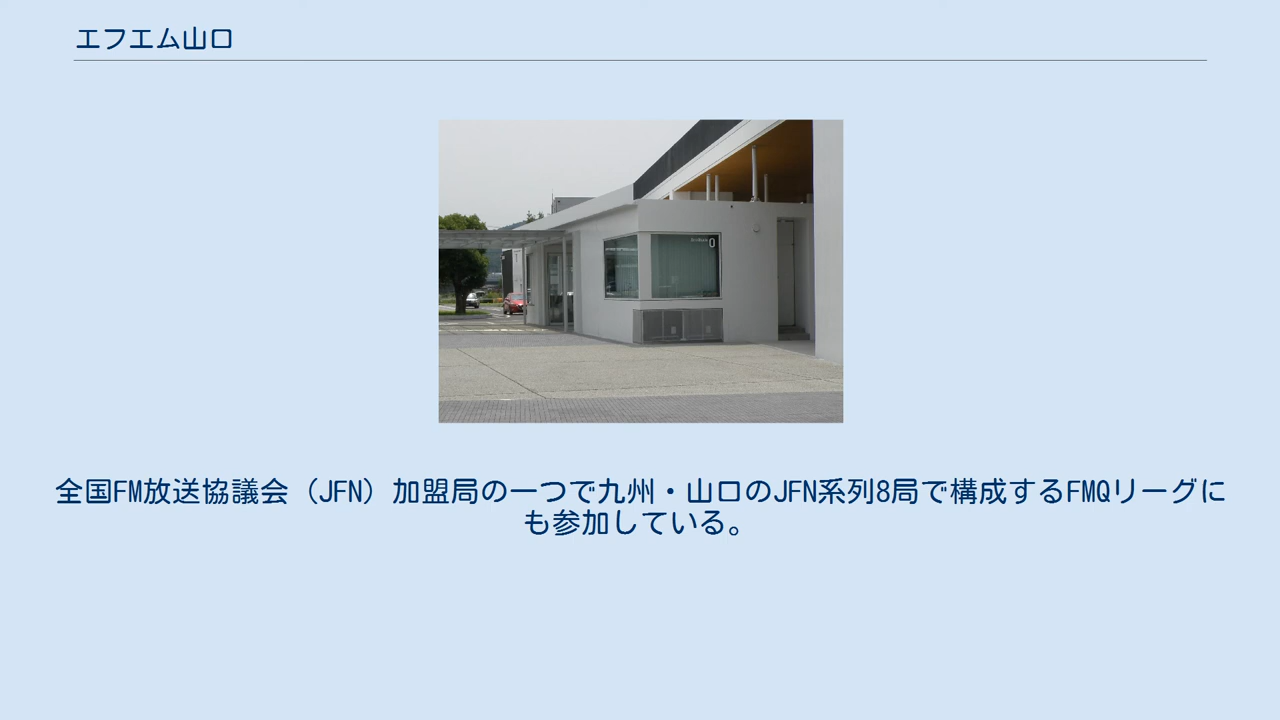 エフエム山口
全国FM放送協議会（JFN）加盟局の一つで九州・山口のJFN系列8局で構成するFMQリーグに
も参加している。